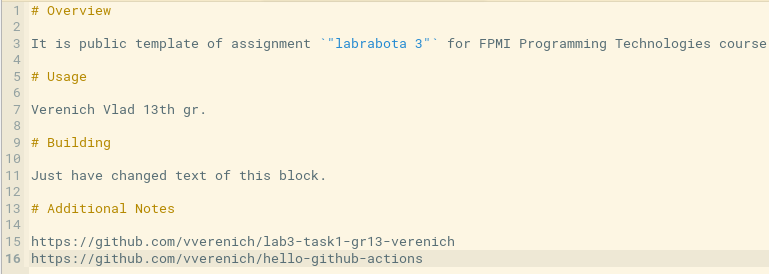 1 # Overview
2
3 It is public template of assignment `"labrabota 3"` for FPMI Programming Technologies course
4
5 # Usage
6
7 Verenich Vlad 13th gr.
8
9 # Building
10
11 Just have changed text of this block.
12
13 # Additional Notes
14
15 https://github.com/vverenich/lab3-task1-gr13-verenich
16 https://github.com/vverenich/hello-github-actions